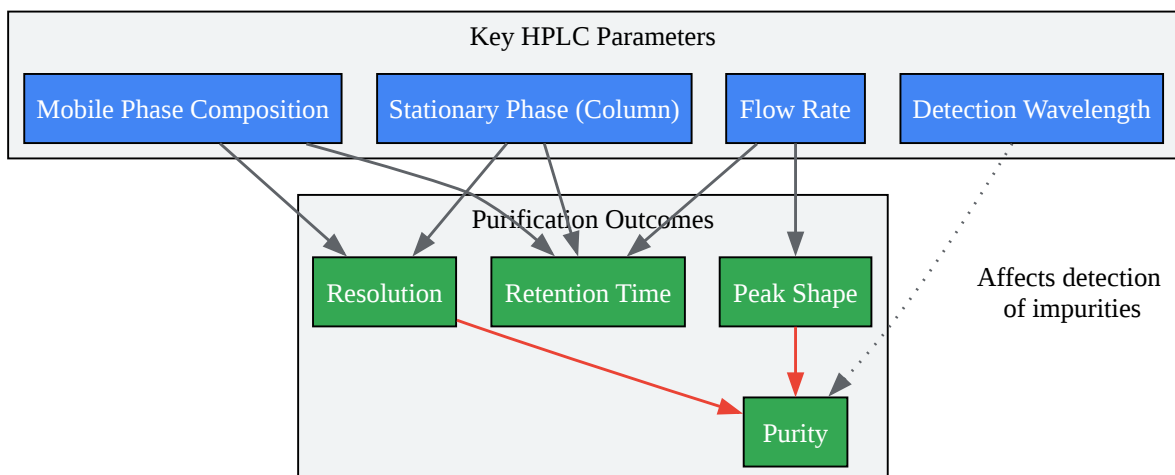 Key HPLC Parameters
Mobile Phase Composition
Stationary Phase (Column)
Flow Rate
Detection Wavelength
Purification Outcomes
Resolution
Retention Time
Peak Shape
Affects detection
of impurities
Purity